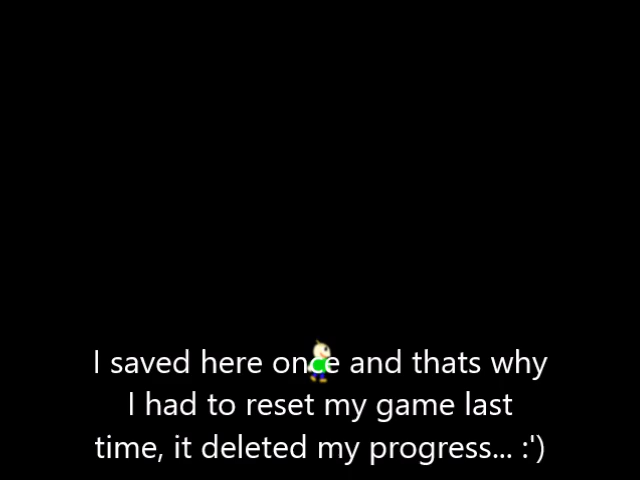 I saved here once and thats why
I had to reset my game last
time, it deleted my progress... :')